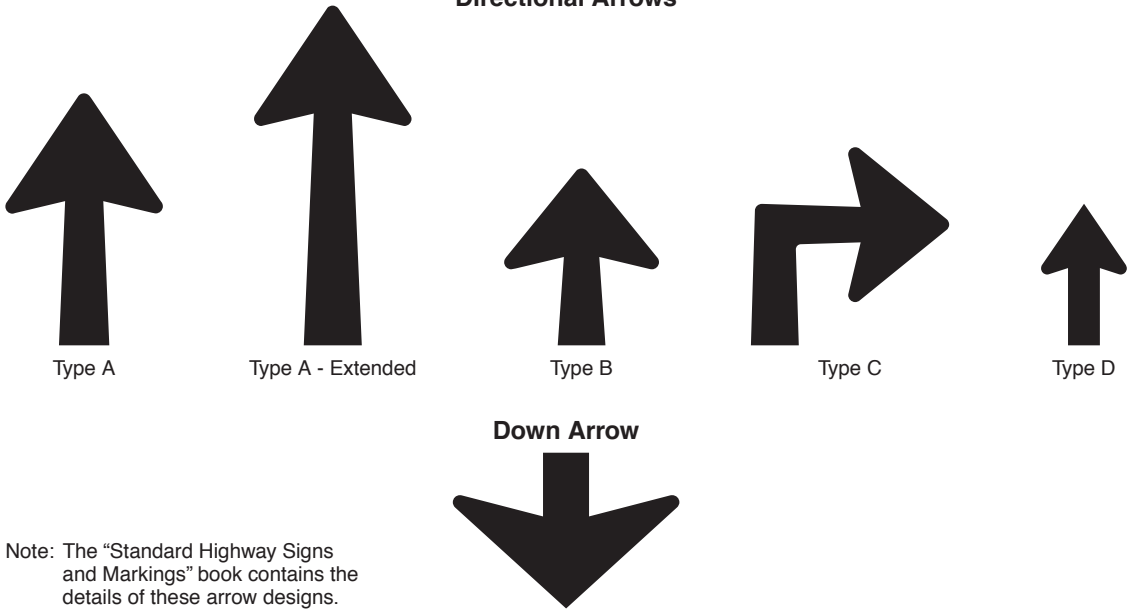 Directional Arrows
Type A
Type A - Extended
Type B
Type C
Type D
Down Arrow
Note: The “Standard Highway Signs
and Markings” book contains the
details of these arrow designs.